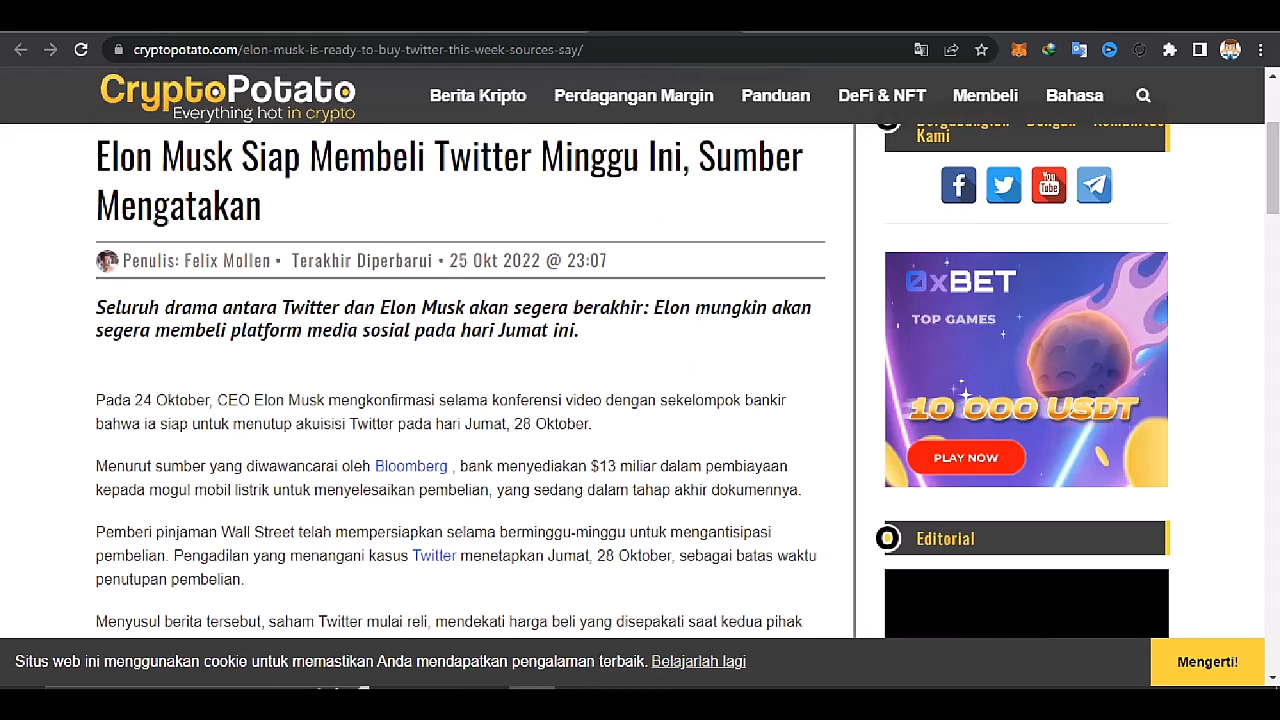 cryptopotato.com/elon-musk-is-ready-to-buy-twitter-this-week-sources-say/
CryptoPotato
Everything hot in crypto
Berita Kripto
Perdagangan Margin
Panduan
DeFi & NFT
Membeli
Bahasa
Elon Musk Siap Membeli Twitter Minggu Ini, Sumber
Mengatakan
Penulis: Felix Mollen • Terakhir Diperbarui • 25 Okt 2022 @ 23:07
Seluruh drama antara Twitter dan Elon Musk akan segera berakhir: Elon mungkin akan
segera membeli platform media sosial pada hari Jumat ini.
Pada 24 Oktober, CEO Elon Musk mengkonfirmasi selama konferensi video dengan sekelompok bankir
bahwa ia siap untuk menutup akuisisi Twitter pada hari Jumat, 28 Oktober.
Menurut sumber yang diwawancarai oleh Bloomberg , bank menyediakan $13 miliar dalam pembiayaan
kepada mogul mobil listrik untuk menyelesaikan pembelian, yang sedang dalam tahap akhir dokumennya.
Pemberi pinjaman Wall Street telah mempersiapkan selama berminggu-minggu untuk mengantisipasi
pembelian. Pengadilan yang menangani kasus Twitter menetapkan Jumat, 28 Oktober, sebagai batas waktu
penutupan pembelian.
Menyusul berita tersebut, saham Twitter mulai reli, mendekati harga beli yang disepakati saat kedua pihak
Kami
You
Tube
0xBET
TOP GAMES
10 000 USDT
PLAY NOW
Editorial
Situs web ini menggunakan cookie untuk memastikan Anda mendapatkan pengalaman terbaik. Belajarlah lagi
Mengerti!